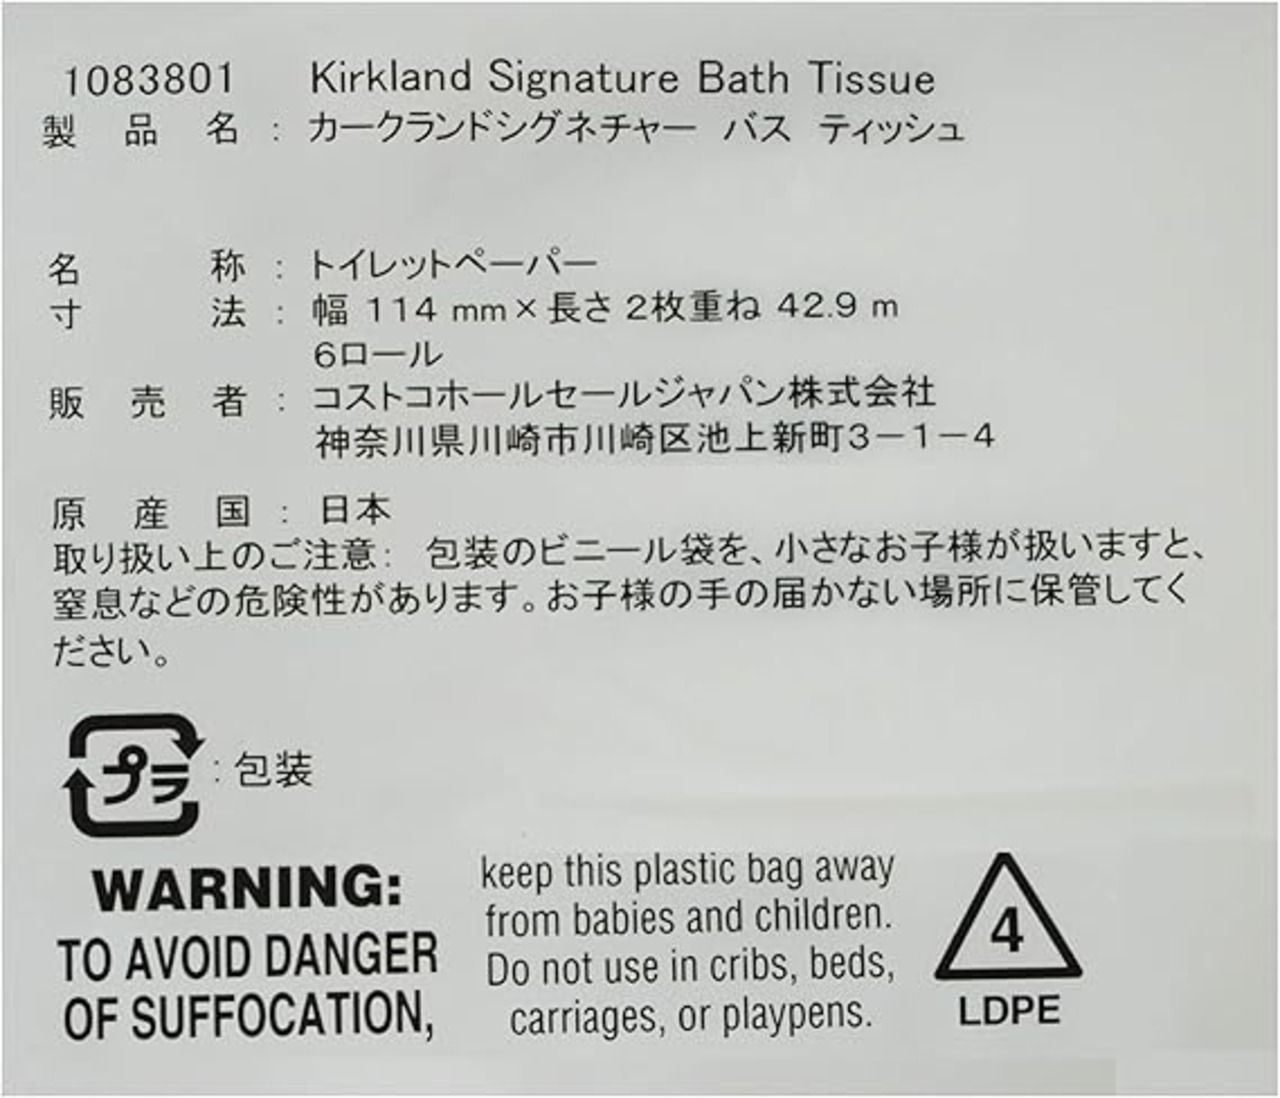 1083801 Kirkland Signature Bath Tissue
製品名：カークランドシグネチャー バス ティッシュ
名称：トイレットペーパー
寸法：幅 114 mm×長さ 2枚重ね 42.9 m
6ロール
販売者：コストコホールセールジャパン株式会社
神奈川県川崎市川崎区池上新町3－1－4
原産国：日本
取り扱い上のご注意： 包装のビニール袋を、小さなお子様が扱いますと、
窒息などの危険性があります。お子様の手の届かない場所に保管してく
ださい。
プラ：包装
WARNING:
TO AVOID DANGER
OF SUFFOCATION,
keep this plastic bag away
from babies and children.
Do not use in cribs, beds,
carriages, or playpens.
4
LDPE